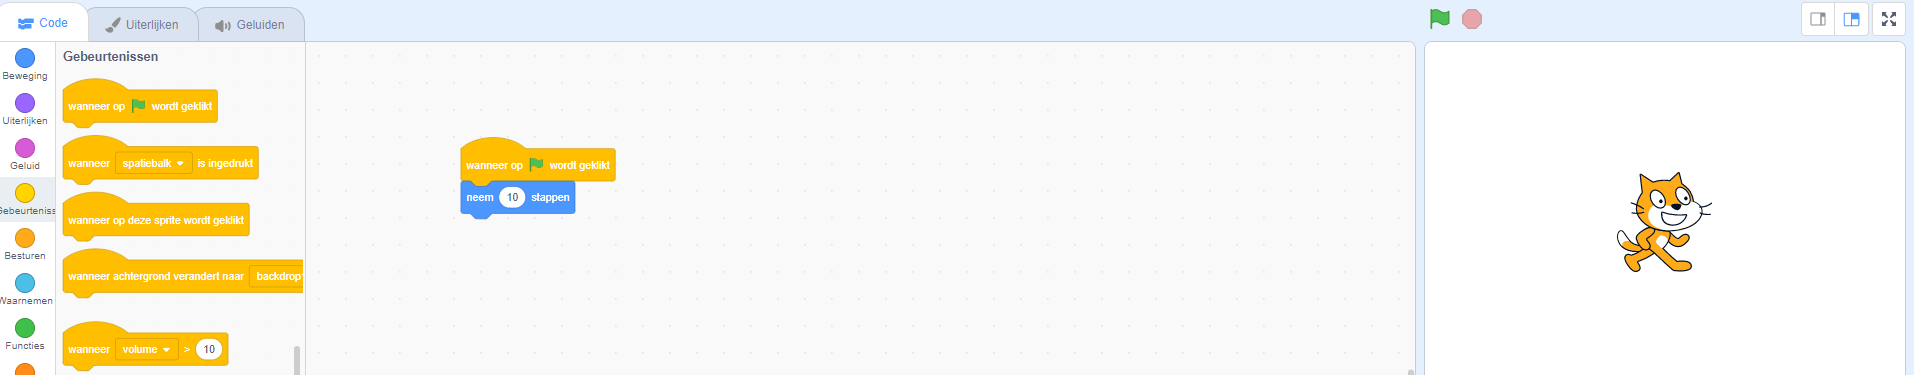 Code Uiterlijken Geluiden
Gebeurtenissen
Beweging
wanneer op wordt geklikt
Uiterlijken
wanneer spatiebalk is ingedrukt
Geluid
Gebeurteniss
wanneer op deze sprite wordt geklikt
Besturen
wanneer achtergrond verandert naar backdrop
Waarnemen
Functies
wanneer volume > 10
wanneer op wordt geklikt
neem 10 stappen